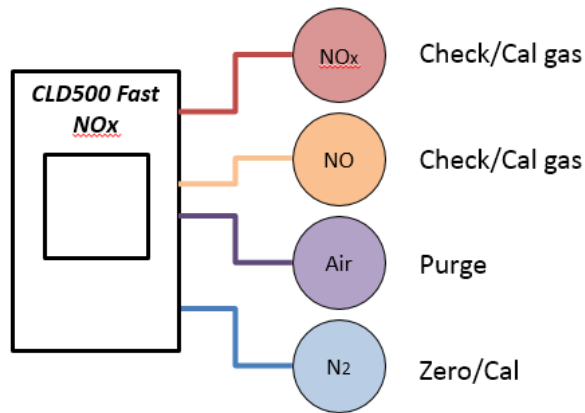 CLD500 Fast
NOx
NOx
Check/Cal gas
NO
Check/Cal gas
Air
Purge
N2
Zero/Cal